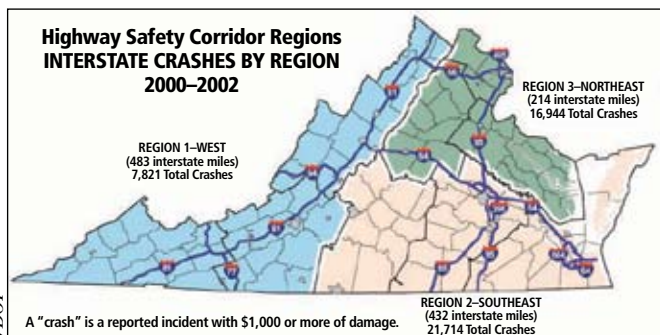 Highway Safety Corridor Regions
INTERSTATE CRASHES BY REGION
2000–2002
REGION 3–NORTHEAST
(214 interstate miles)
16,944 Total Crashes
REGION 1–WEST
(483 interstate miles)
7,821 Total Crashes
REGION 2–SOUTHEAST
(432 interstate miles)
21,714 Total Crashes
A "crash" is a reported incident with $1,000 or more of damage.